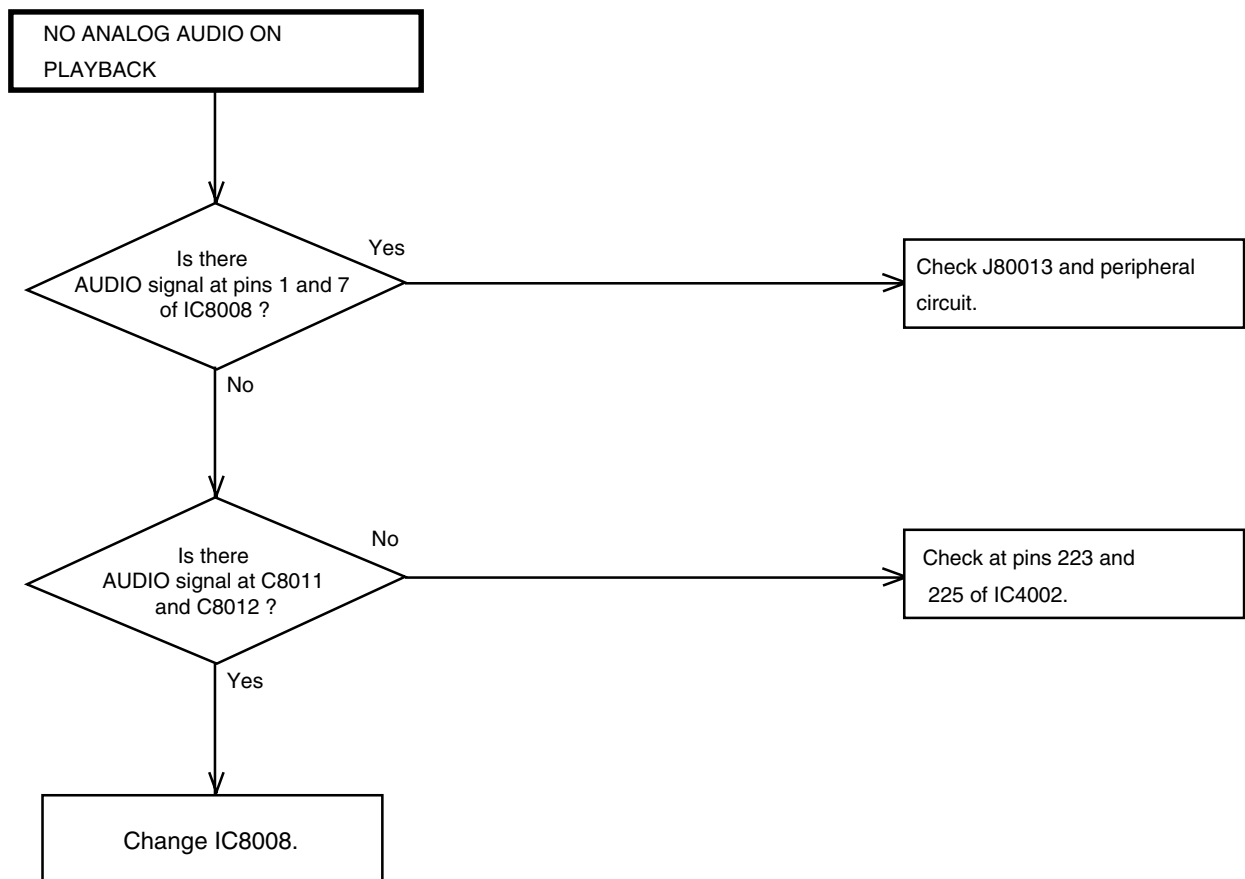 NO ANALOG AUDIO ON
PLAYBACK
Is there
AUDIO signal at pins 1 and 7
of IC8008 ?
Yes
Check J80013 and peripheral
circuit.
No
Is there
AUDIO signal at C8011
and C8012 ?
No
Check at pins 223 and
225 of IC4002.
Yes
Change IC8008.